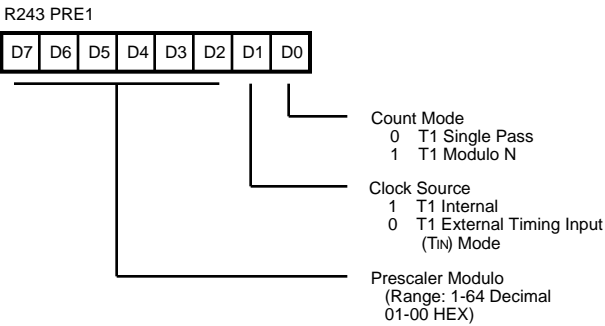 R243 PRE1
D7 D6 D5 D4 D3 D2 D1 D0
Count Mode
0 T1 Single Pass
1 T1 Modulo N
Clock Source
1 T1 Internal
0 T1 External Timing Input
(TIN) Mode
Prescaler Modulo
(Range: 1-64 Decimal
01-00 HEX)